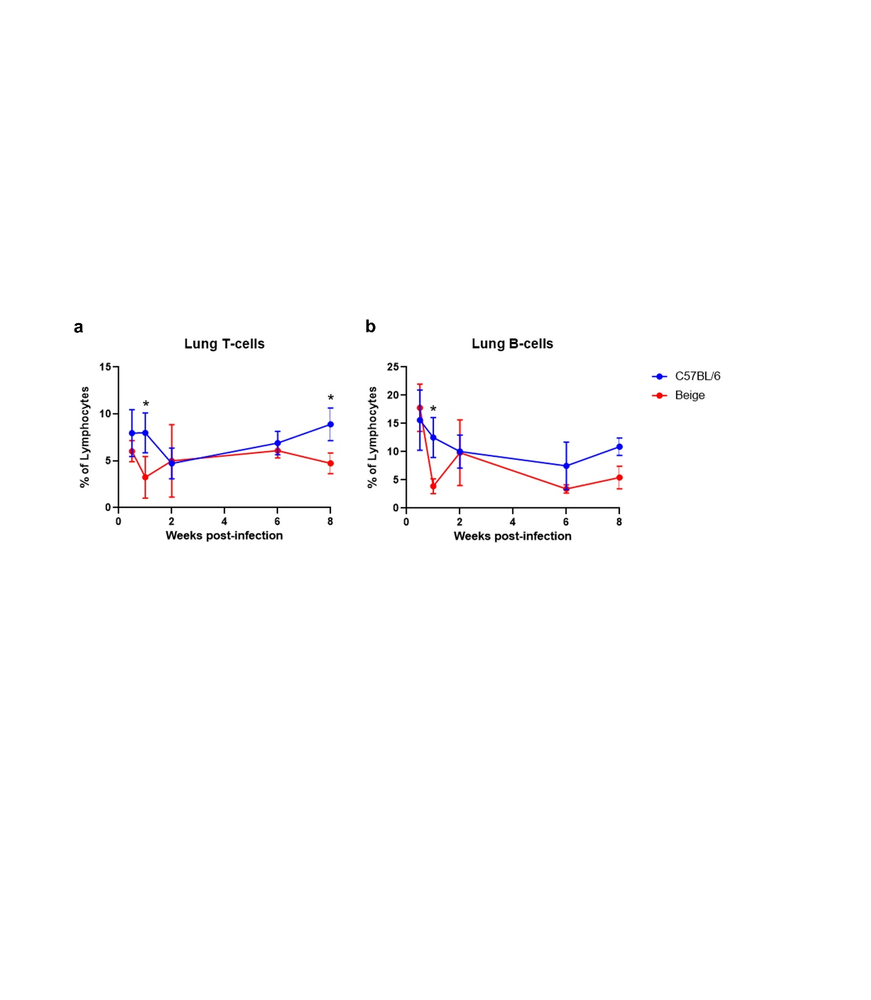 a
Lung T-cells
15
10
5
0
% of Lymphocytes
*
*
0 2 4 6 8
Weeks post-infection
b
Lung B-cells
25
20
15
10
5
0
% of Lymphocytes
*
0 2 4 6 8
Weeks post-infection
C57BL/6
Beige